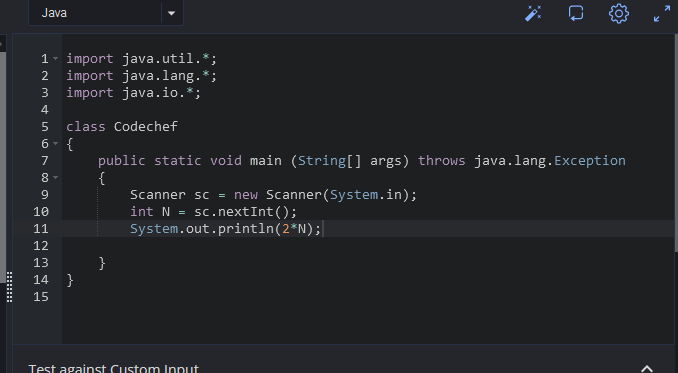 Java
1 import java.util.*;
2 import java.lang.*;
3 import java.io.*;
4
5 class Codechef
6 {
7 public static void main (String[] args) throws java.lang.Exception
8 {
9 Scanner sc = new Scanner(System.in);
10 int N = sc.nextInt();
11 System.out.println(2*N);
12
13 }
14 }
15
Test against Custom Input